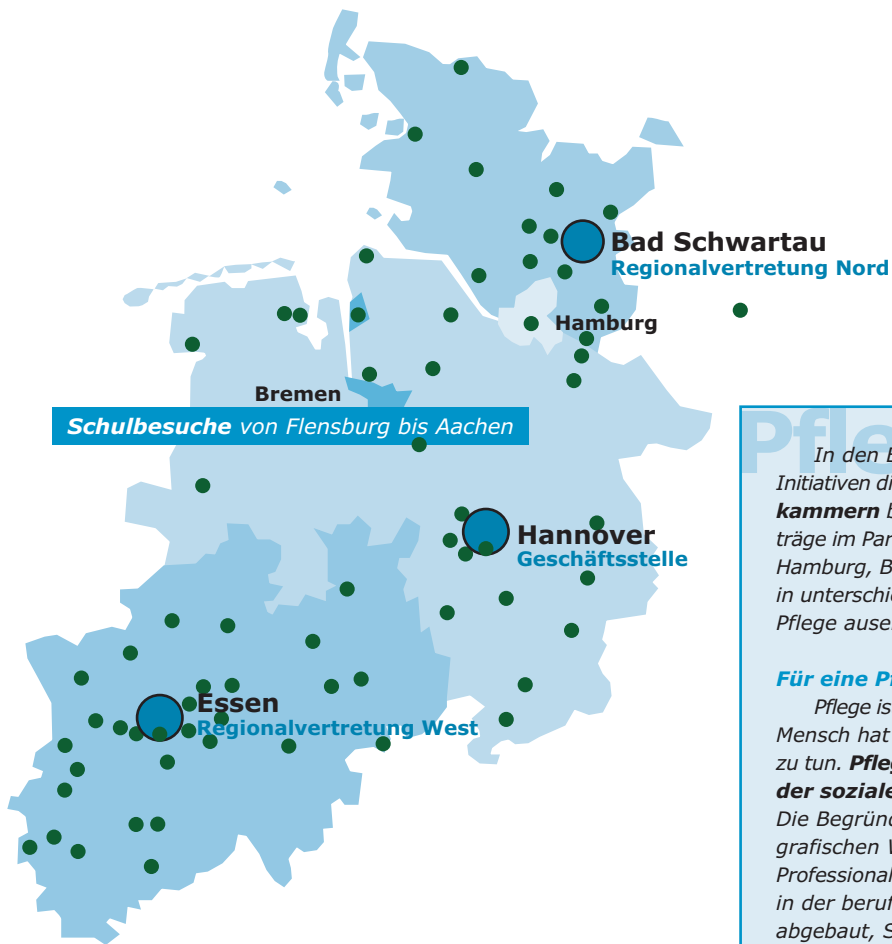 Bad Schwartau
Regionalvertretung Nord
Hamburg
Bremen
Schulbesuche von Flensburg bis Aachen
Hannover
Geschäftsstelle
Essen
Regionalvertretung West
Pfle
In den
Initiativen di
kammern
träge im Par
Hamburg, B
in unterschie
Pflege ause
Für eine Pf
Pflege is
Mensch hat
zu tun. Pfleg
der soziale
Die Begründ
grafischen V
Professional
in der beruf
abgebaut, S